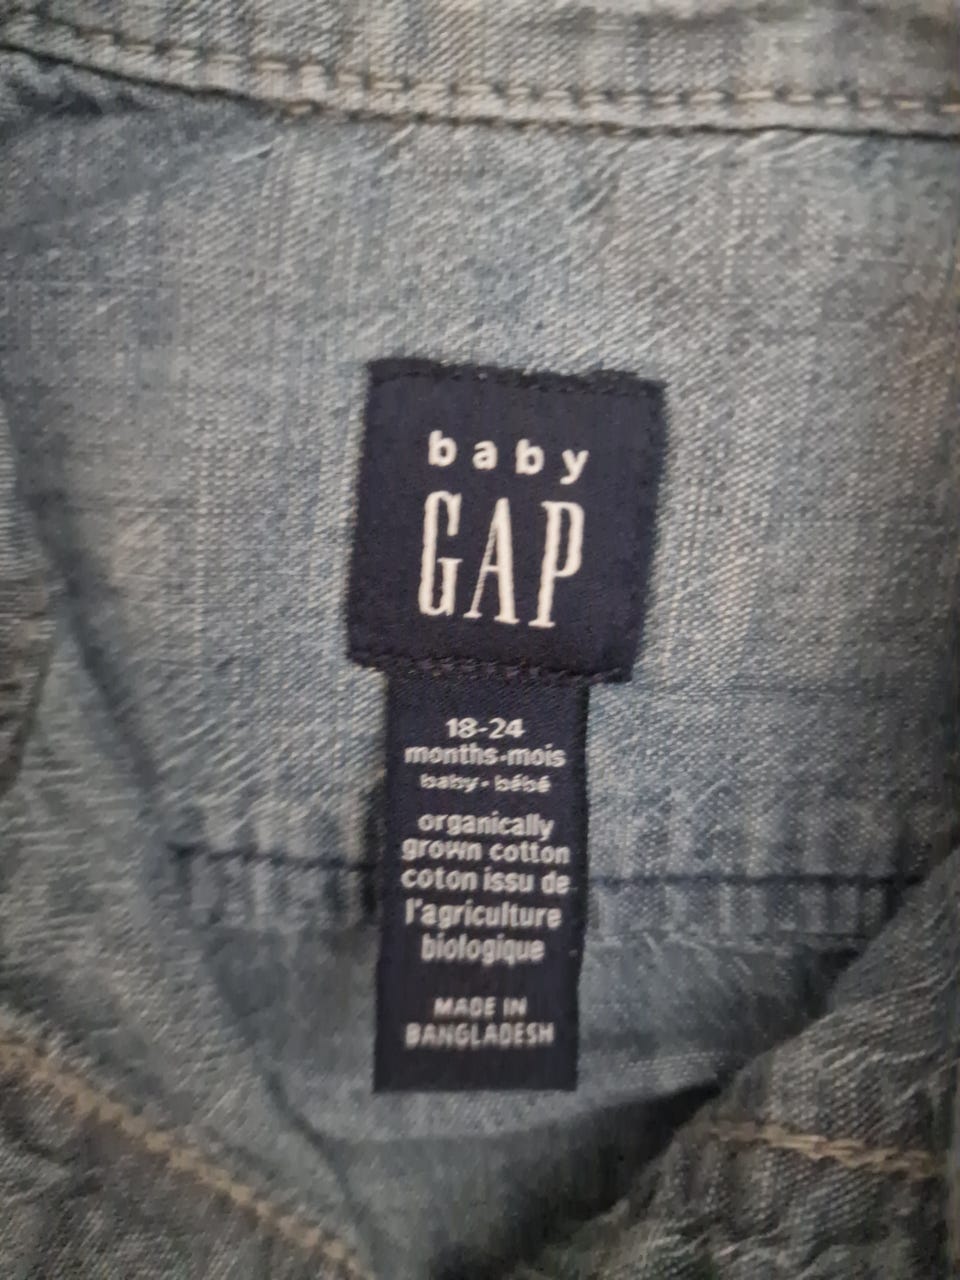 baby
GAP
18-24
months-mois
baby-bébé
organically
grown cotton
coton issu de
l'agriculture
biologique
MADE IN
BANGLADESH